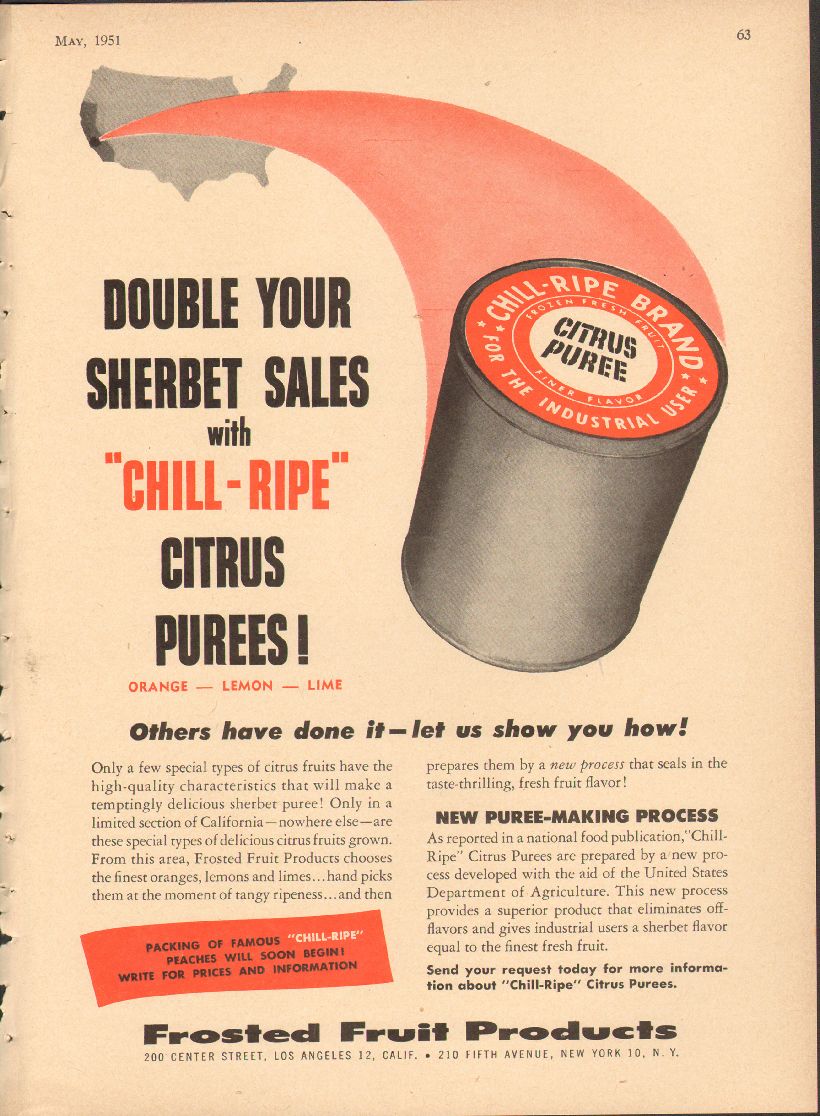 MAY, 1951
63
CHILL-RIPE BRAND
FROZEN FRESH FRUIT
CITRUS
PUREE
FINER FLAVOR
FOR THE INDUSTRIAL USER
DOUBLE YOUR
SHERBET SALES
with
"CHILL-RIPE"
CITRUS
PUREES!
ORANGE — LEMON — LIME
Others have done it—let us show you how!
Only a few special types of citrus fruits have the
high-quality characteristics that will make a
temptingly delicious sherbet puree! Only in a
limited section of California—nowhere else—are
these special types of delicious citrus fruits grown.
From this area, Frosted Fruit Products chooses
the finest oranges, lemons and limes...hand picks
them at the moment of tangy ripeness...and then
prepares them by a new process that seals in the
taste-thrilling, fresh fruit flavor!
NEW PUREE-MAKING PROCESS
As reported in a national food publication, "Chill-
Ripe" Citrus Purees are prepared by a new pro-
cess developed with the aid of the United States
Department of Agriculture. This new process
provides a superior product that eliminates off-
flavors and gives industrial users a sherbet flavor
equal to the finest fresh fruit.
Send your request today for more informa-
tion about "Chill-Ripe" Citrus Purees.
PACKING OF FAMOUS "CHILL-RIPE"
PEACHES WILL SOON BEGIN!
WRITE FOR PRICES AND INFORMATION
Frosted Fruit Products
200 CENTER STREET, LOS ANGELES 12, CALIF. • 210 FIFTH AVENUE, NEW YORK 10, N. Y.